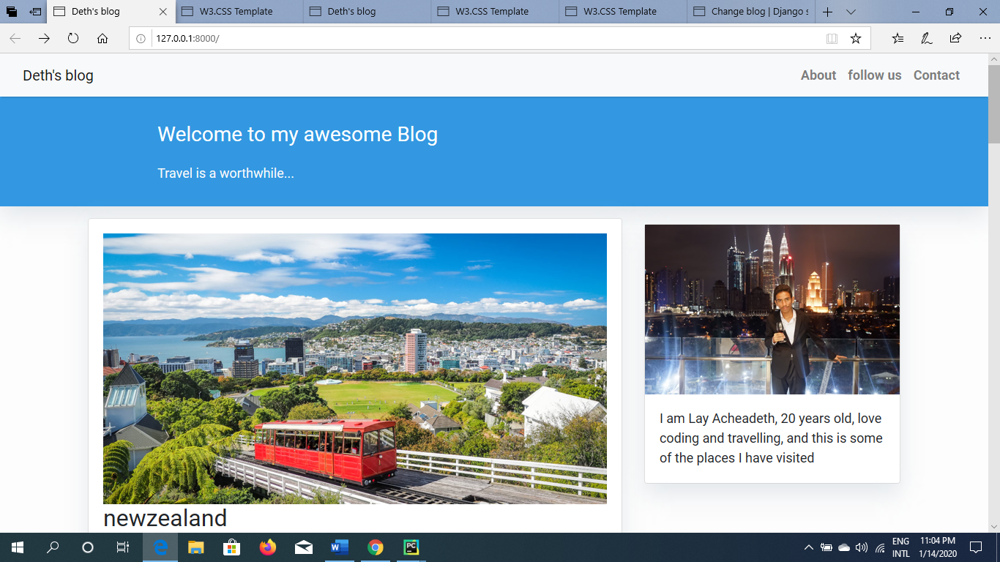 Deth's blog
W3.CSS Template
Deth's blog
W3.CSS Template
W3.CSS Template
Change blog | Django s
127.0.0.1:8000/
Deth's blog
About follow us Contact
Welcome to my awesome Blog
Travel is a worthwhile...
newzealand
I am Lay Acheadeth, 20 years old, love
coding and travelling, and this is some
of the places I have visited
W
PC
ENG
INTL
11:04 PM
1/14/2020